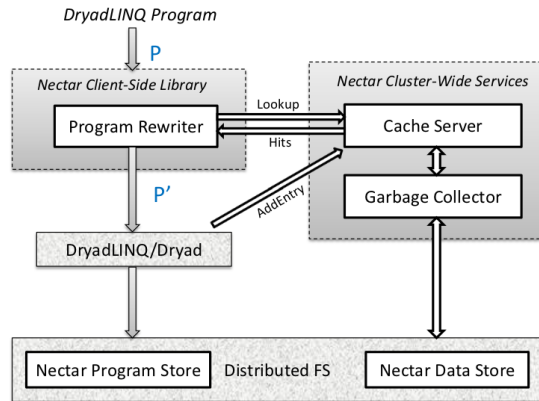 DryadLINQ Program
P
Nectar Client-Side Library
Nectar Cluster-Wide Services
Program Rewriter
Lookup
Hits
Cache Server
P’
AddEntry
Garbage Collector
DryadLINQ/Dryad
Nectar Program Store
Distributed FS
Nectar Data Store